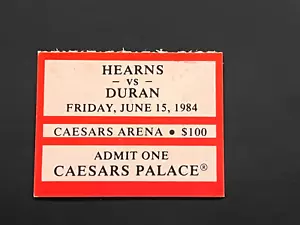 HEARNS
- VS -
DURAN
FRIDAY, JUNE 15, 1984
CAESARS ARENA • $100
ADMIT ONE
CAESARS PALACE®